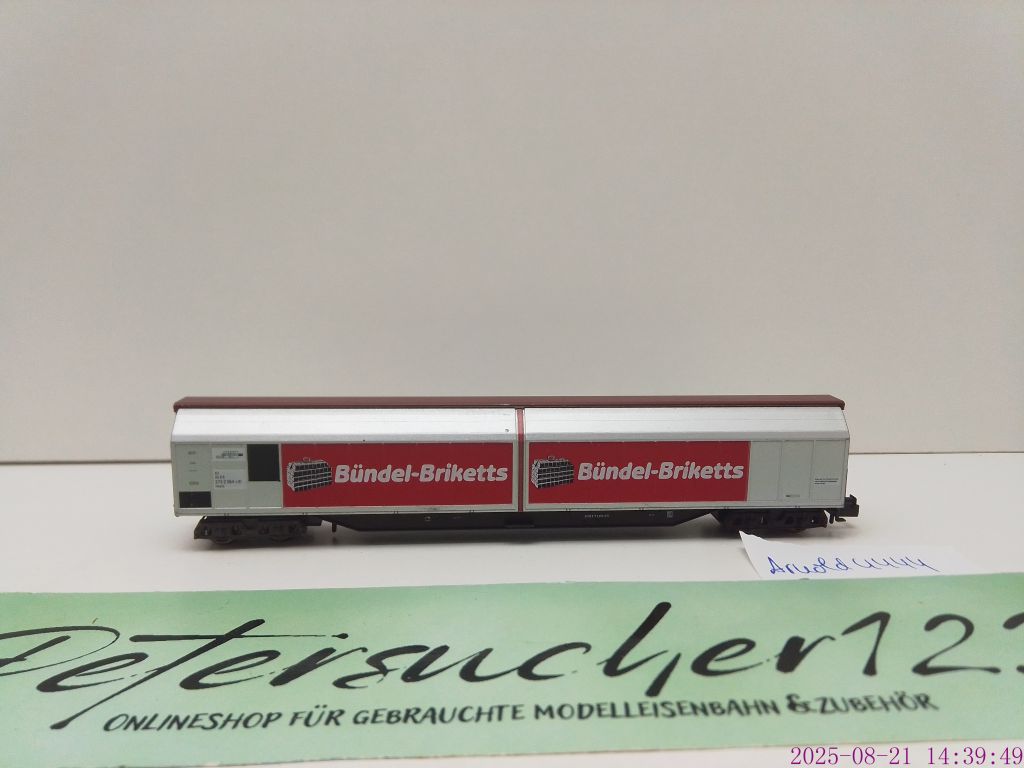 Bündel-Briketts
Bündel-Briketts
Arnold 4444
Petersucher123
ONLINESHOP FÜR GEBRAUCHTE MODELLEISENBAHN & ZUBEHÖR
2025-08-21 14:39:49